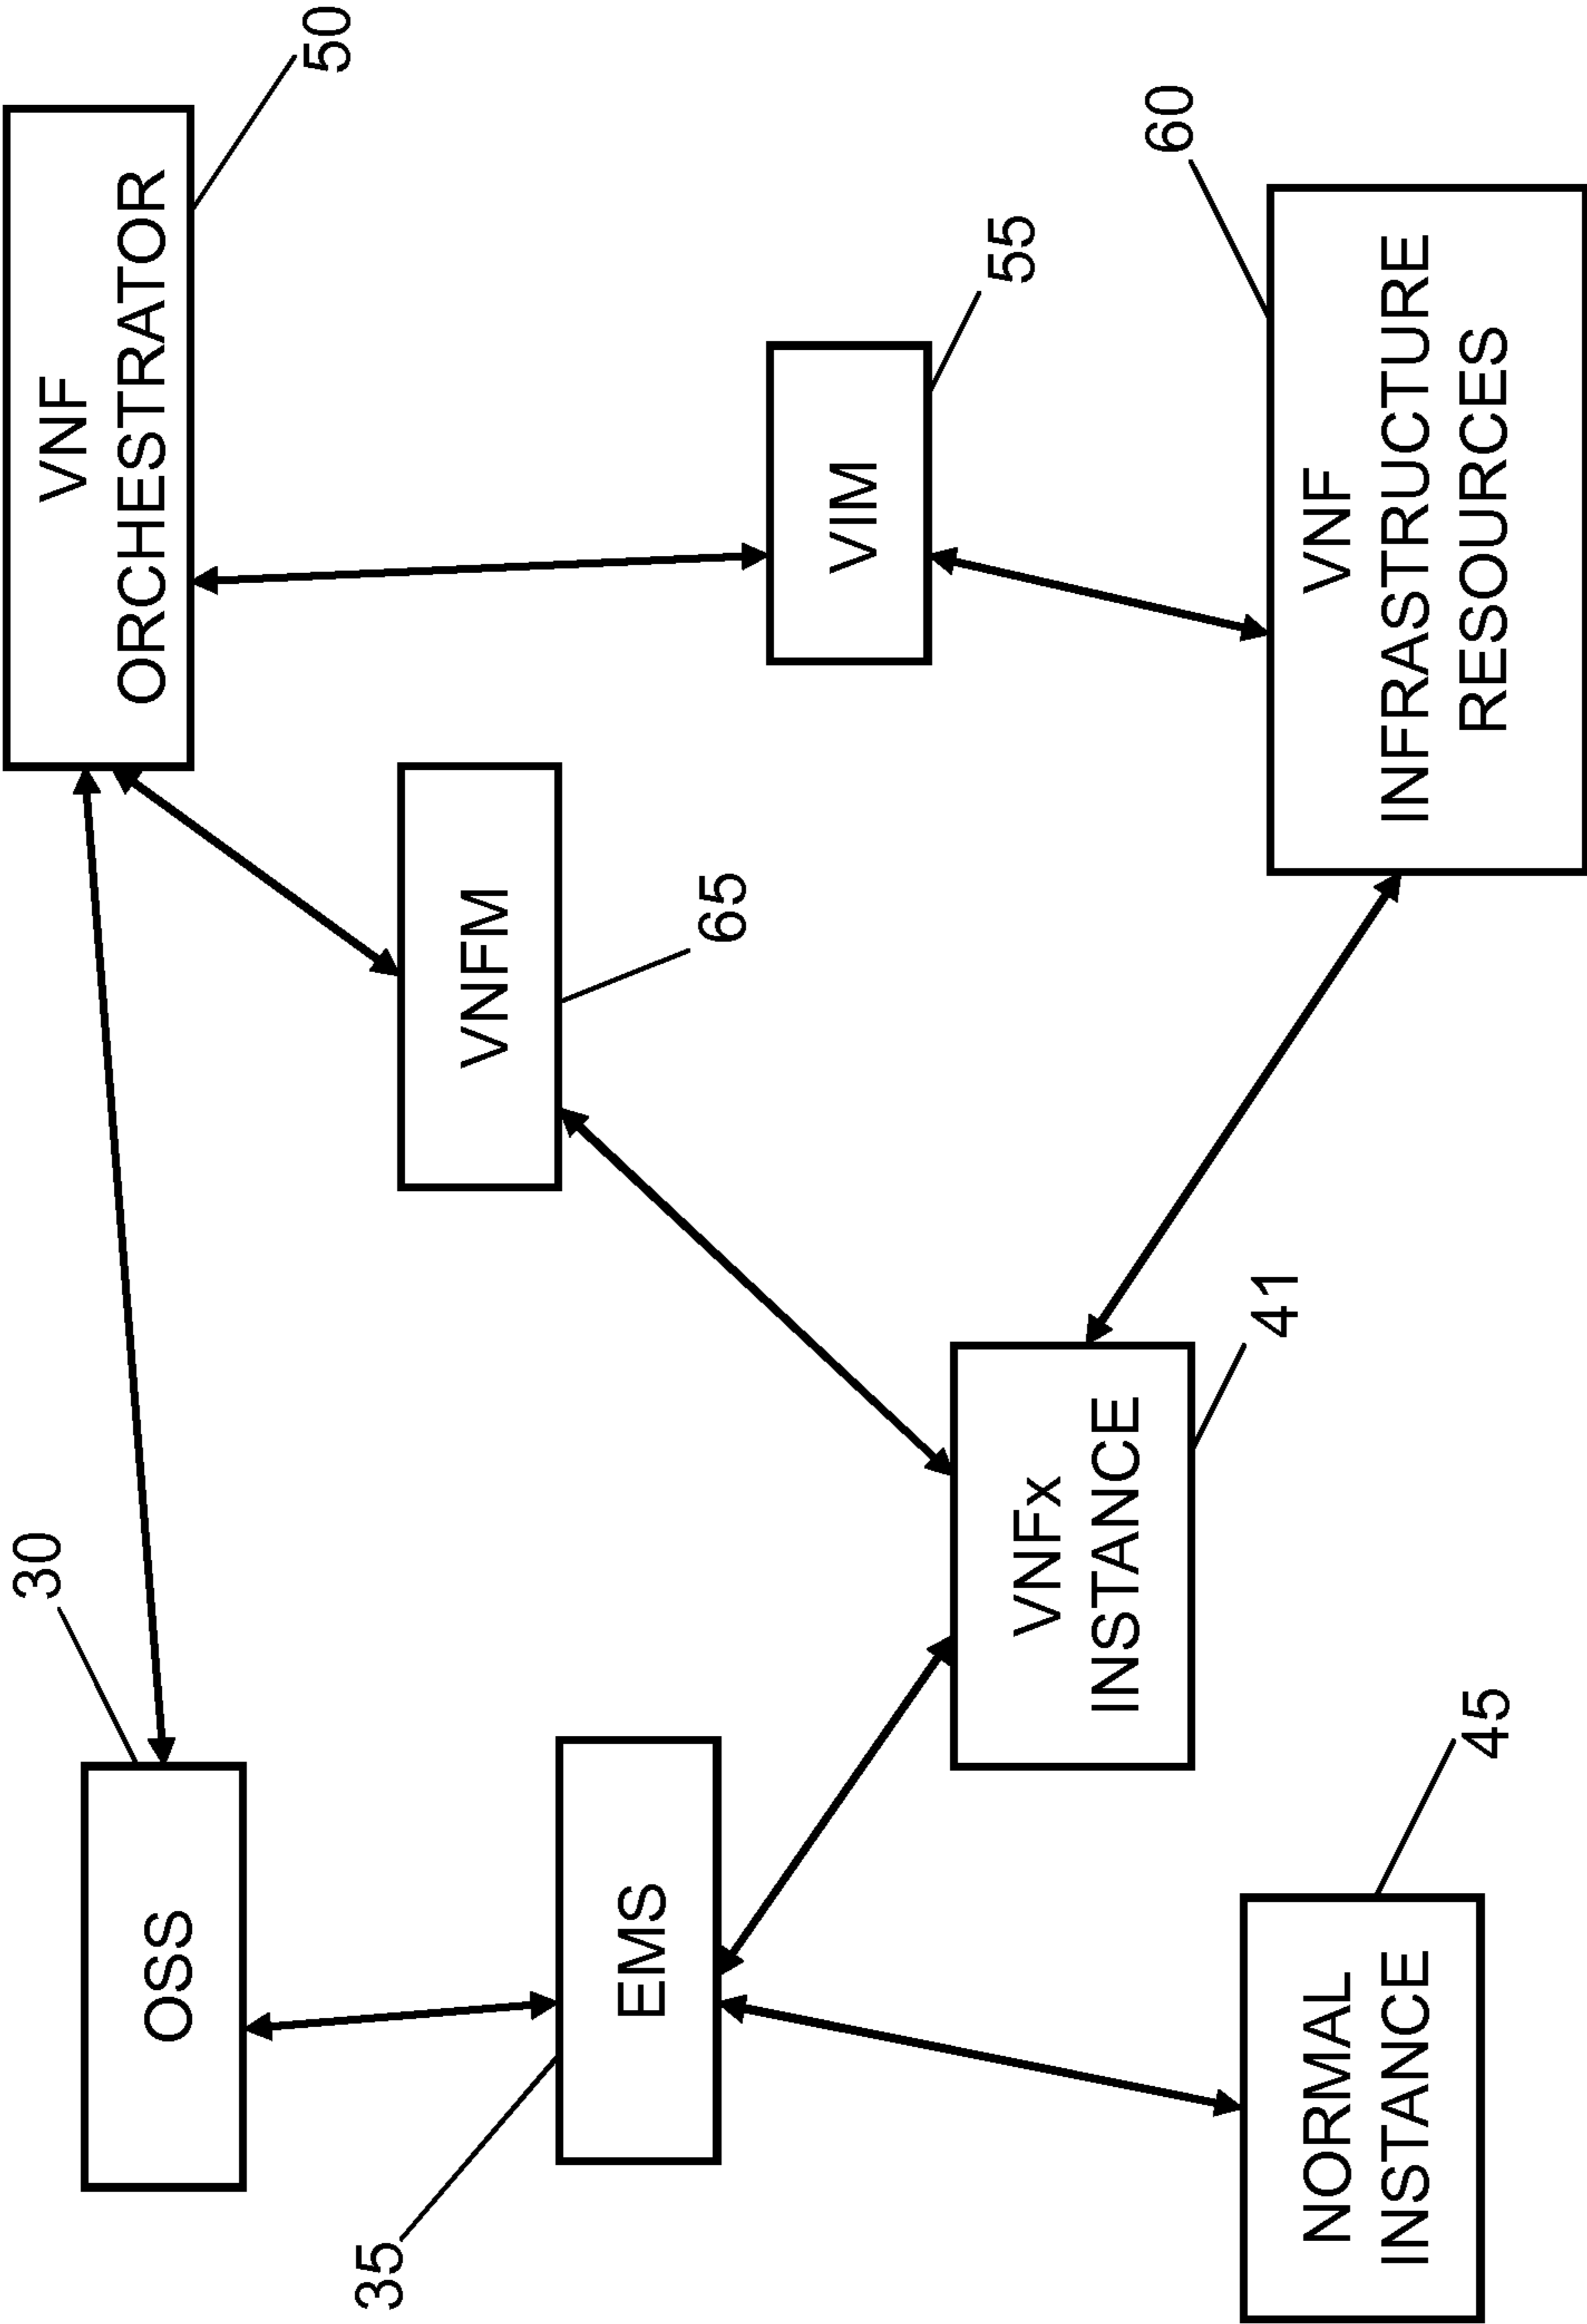 30
OSS
VNF
ORCHESTRATOR
50
35
EMS
VNFM
65
VIM
55
VNFx
INSTANCE
41
NORMAL
INSTANCE
45
VNF
INFRASTRUCTURE
RESOURCES
60